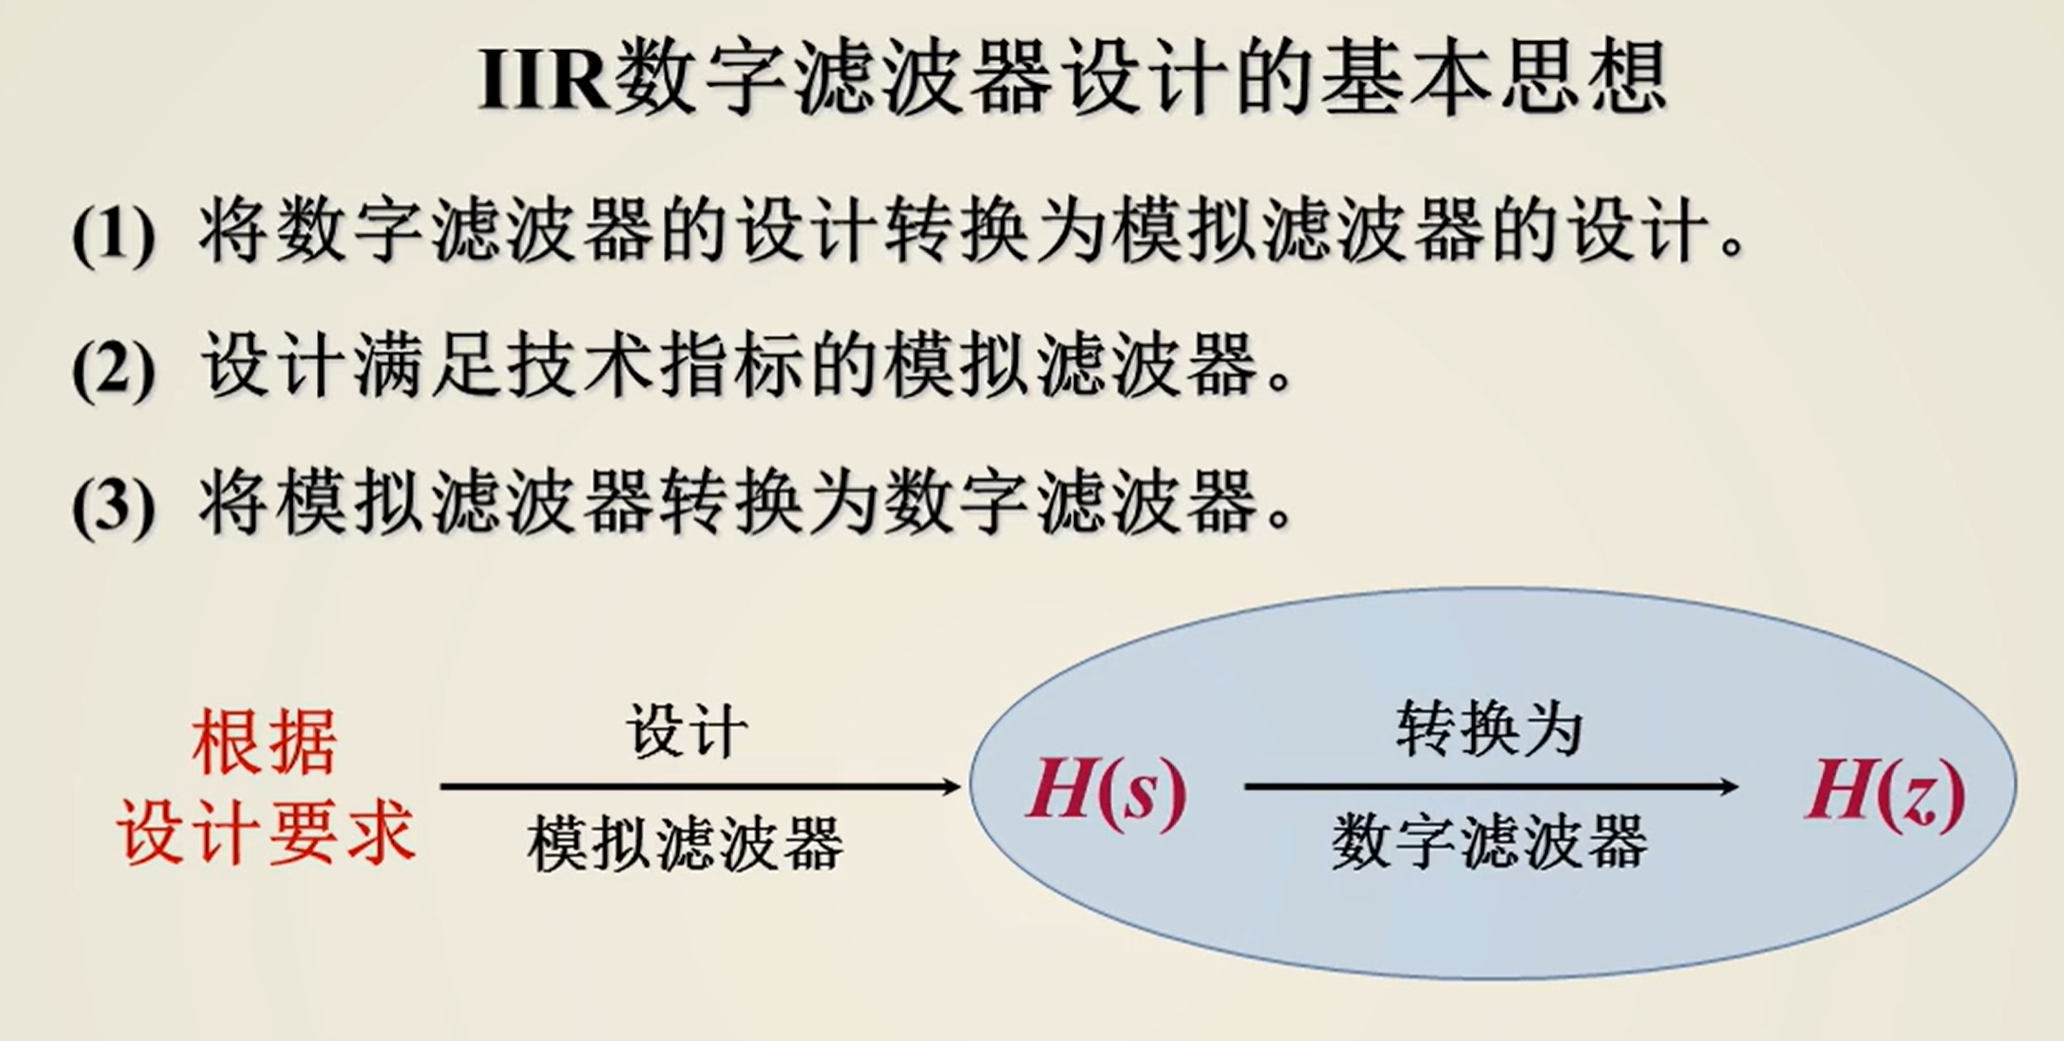 IIR数字滤波器设计的基本思想
(1) 将数字滤波器的设计转换为模拟滤波器的设计。
(2) 设计满足技术指标的模拟滤波器。
(3) 将模拟滤波器转换为数字滤波器。
根据
设计要求
设计
模拟滤波器
H(s)
转换为
数字滤波器
H(z)